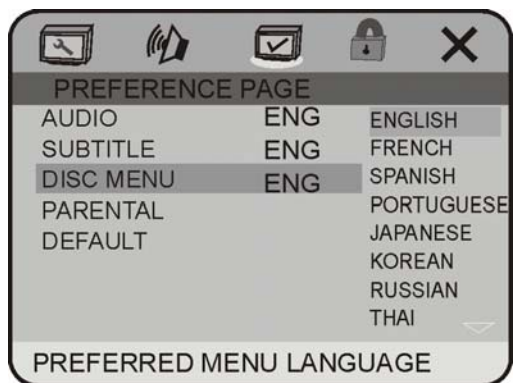 PREFERENCE PAGE
AUDIO ENG
SUBTITLE ENG
DISC MENU ENG
PARENTAL
DEFAULT
ENGLISH
FRENCH
SPANISH
PORTUGUESE
JAPANESE
KOREAN
RUSSIAN
THAI
PREFERRED MENU LANGUAGE